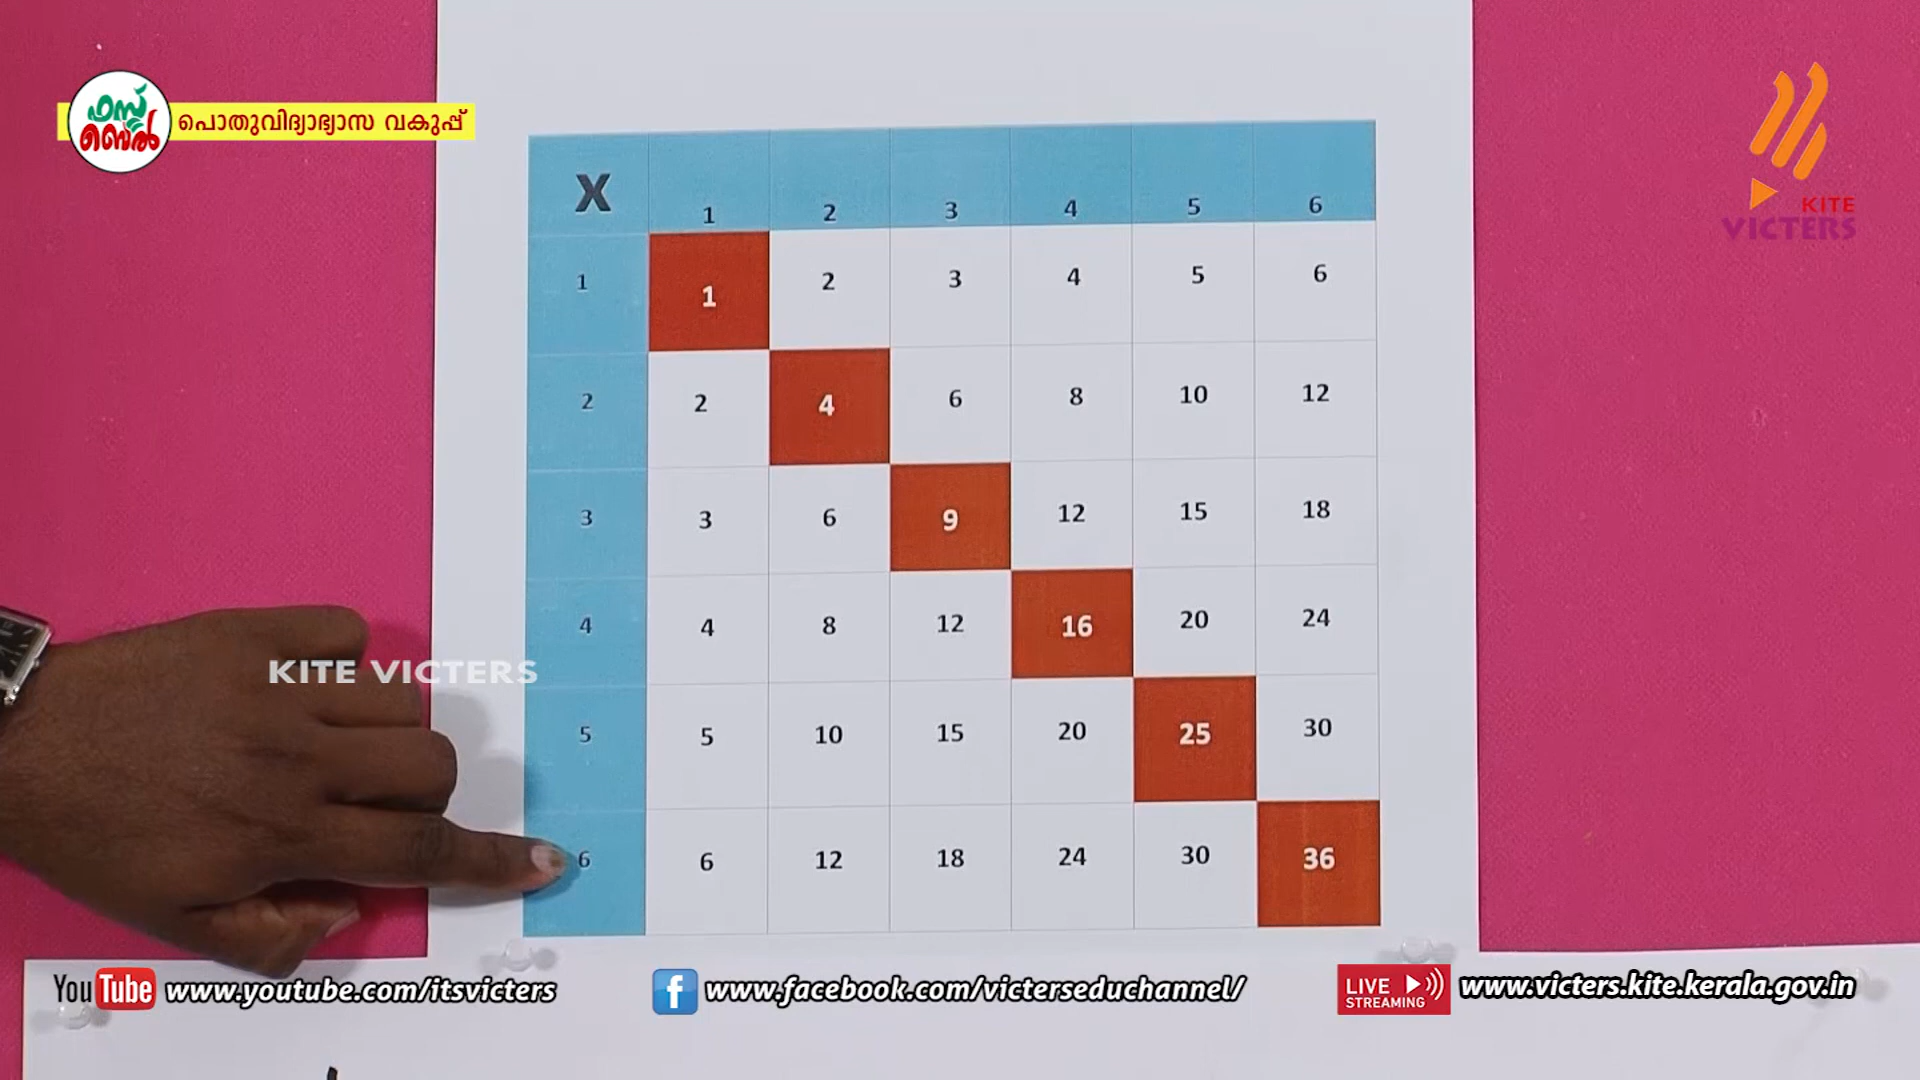 ഫസ്റ്റ് ബെൽ
പൊതുവിദ്യാഭ്യാസ വകുപ്പ്
KITE
VICTERS
X 1 2 3 4 5 6
1 1 2 3 4 5 6
2 2 4 6 8 10 12
3 3 6 9 12 15 18
4 4 8 12 16 20 24
KITE VICTERS
5 5 10 15 20 25 30
6 6 12 18 24 30 36
YouTube www.youtube.com/itsvicters
f www.facebook.com/victerseduchannel/
LIVE STREAMING www.victers.kite.kerala.gov.in